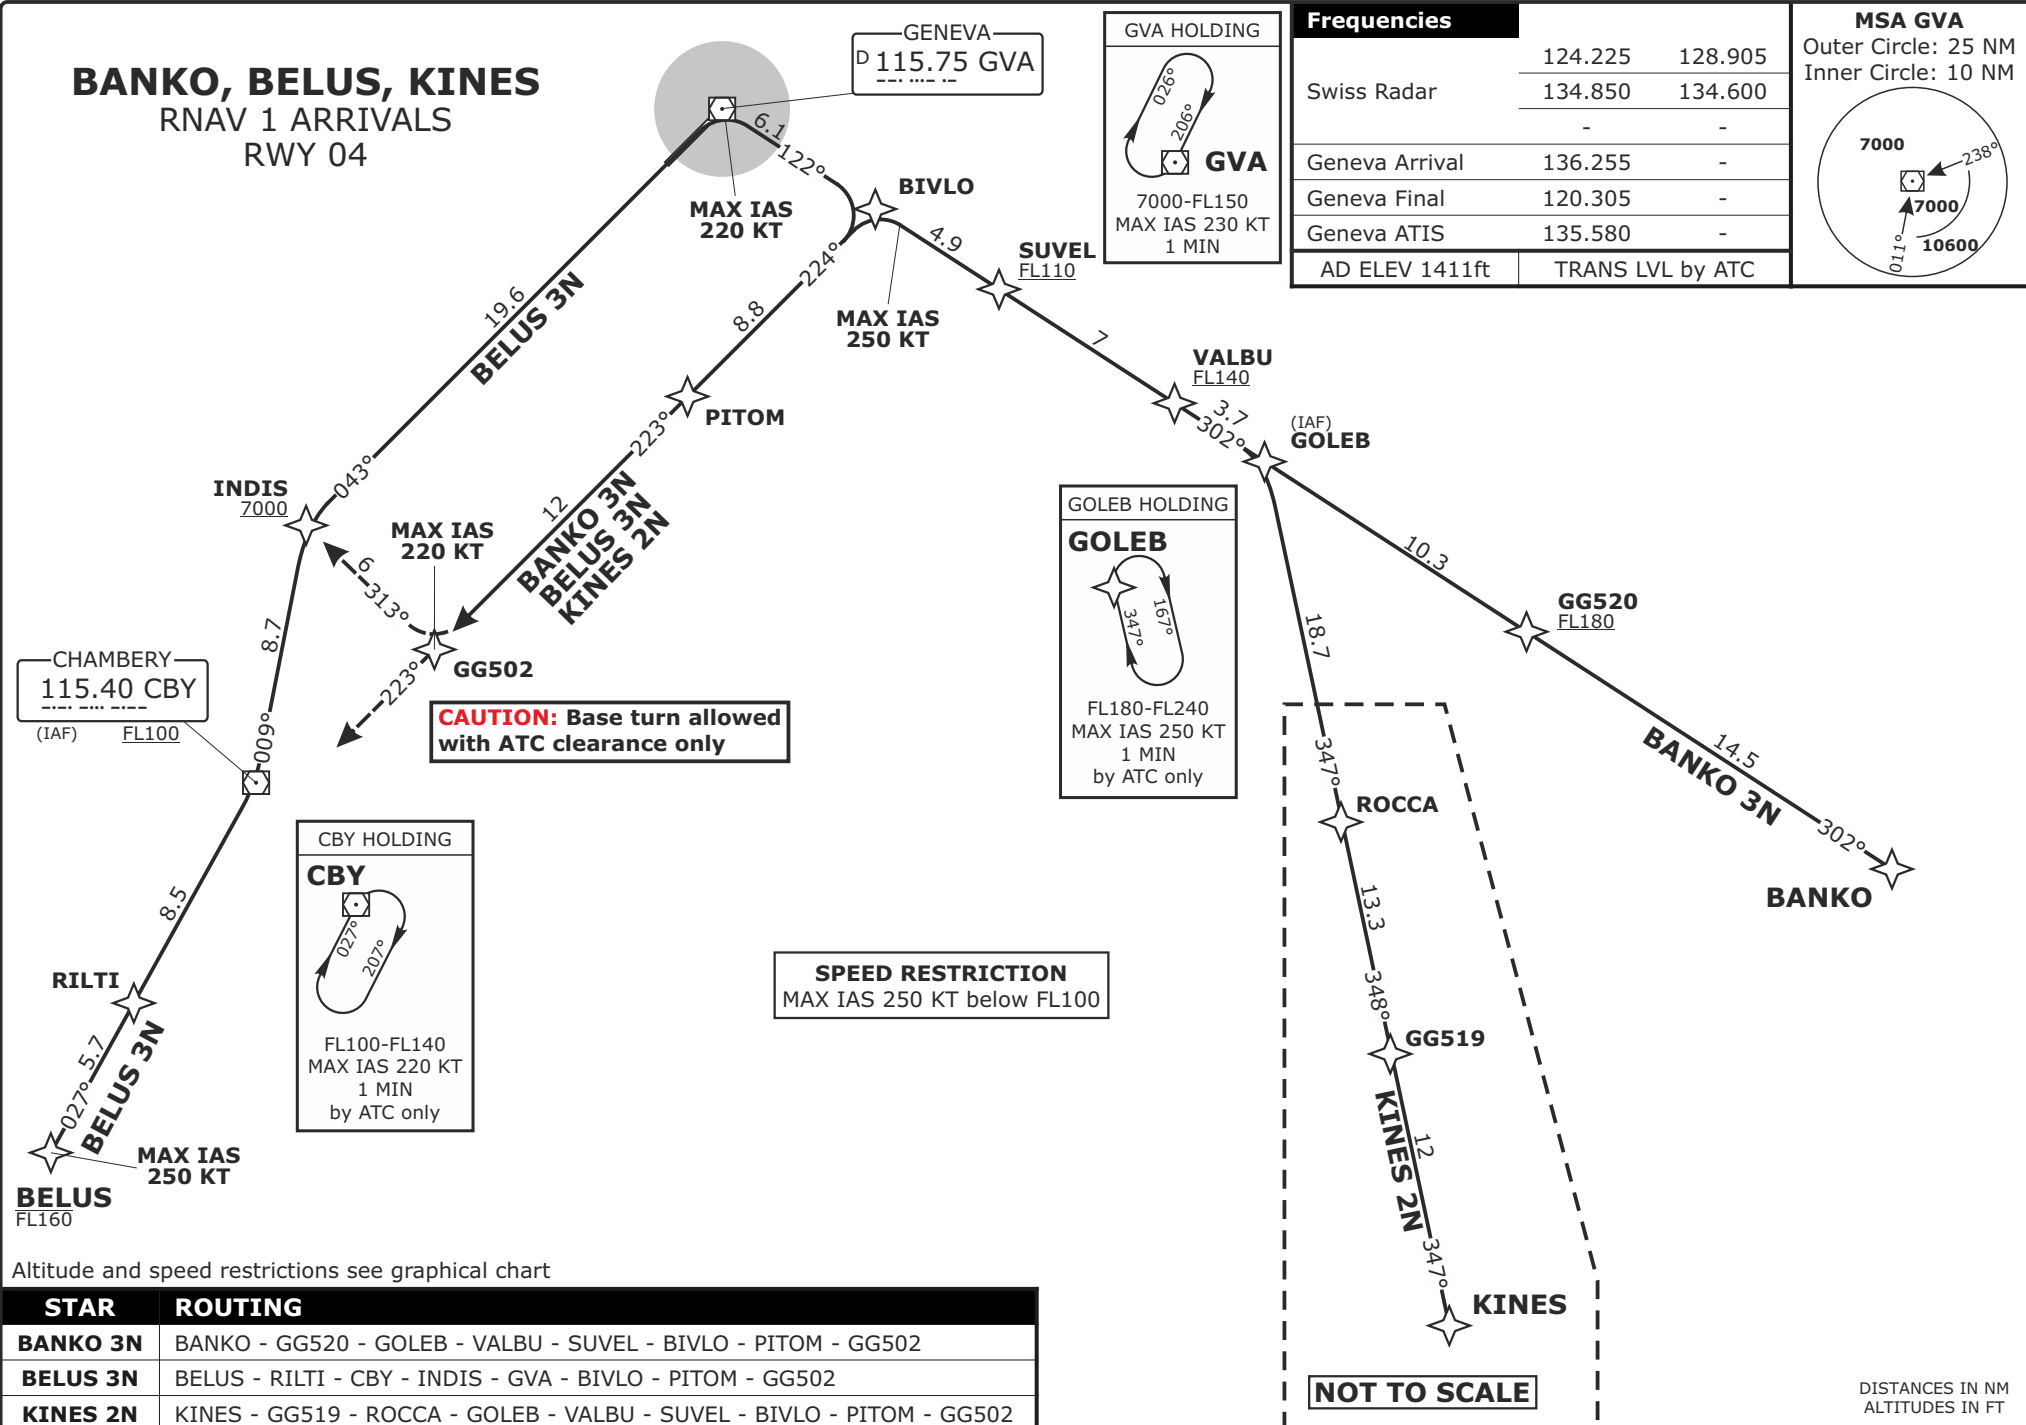 BANKO, BELUS, KINES
RNAV 1 ARRIVALS
RWY 04
GENEVA
D 115.75 GVA
GVA HOLDING
026°
206°
GVA
7000-FL150
MAX IAS 230 KT
1 MIN
Frequencies
Swiss Radar
124.225 128.905
134.850 134.600
- -
Geneva Arrival 136.255 -
Geneva Final 120.305 -
Geneva ATIS 135.580 -
AD ELEV 1411ft TRANS LVL by ATC
MSA GVA
Outer Circle: 25 NM
Inner Circle: 10 NM
7000
238°
7000
10600
011°
6.1
122°
MAX IAS
220 KT
BIVLO
4.9
SUVEL
FL110
MAX IAS
250 KT
224°
8.8
PITOM
223°
12
BANKO 3N
BELUS 3N
KINES 2N
19.6
BELUS 3N
043°
INDIS
7000
MAX IAS
220 KT
6
313°
GG502
223°
CAUTION: Base turn allowed
with ATC clearance only
7
VALBU
FL140
3.7
302°
(IAF)
GOLEB
10.3
GG520
FL180
14.5
BANKO 3N
302°
BANKO
GOLEB HOLDING
GOLEB
347°
167°
FL180-FL240
MAX IAS 250 KT
1 MIN
by ATC only
18.7
347°
ROCCA
13.3
348°
GG519
KINES 2N
12
347°
KINES
NOT TO SCALE
8.7
CHAMBERY
115.40 CBY
(IAF) FL100
009°
CBY HOLDING
CBY
027°
207°
FL100-FL140
MAX IAS 220 KT
1 MIN
by ATC only
8.5
RILTI
5.7
027°
BELUS 3N
MAX IAS
250 KT
BELUS
FL160
SPEED RESTRICTION
MAX IAS 250 KT below FL100
Altitude and speed restrictions see graphical chart
STAR ROUTING
BANKO 3N BANKO - GG520 - GOLEB - VALBU - SUVEL - BIVLO - PITOM - GG502
BELUS 3N BELUS - RILTI - CBY - INDIS - GVA - BIVLO - PITOM - GG502
KINES 2N KINES - GG519 - ROCCA - GOLEB - VALBU - SUVEL - BIVLO - PITOM - GG502
DISTANCES IN NM
ALTITUDES IN FT